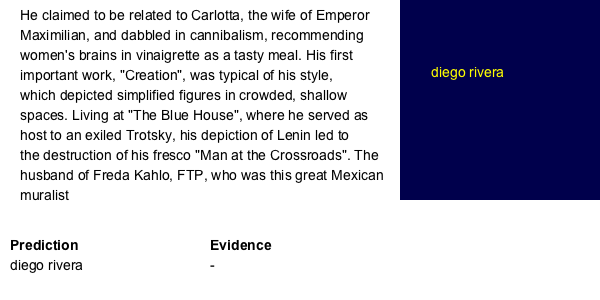 He claimed to be related to Carlotta, the wife of Emperor
Maximilian, and dabbled in cannibalism, recommending
women's brains in vinaigrette as a tasty meal. His first
important work, "Creation", was typical of his style,
which depicted simplified figures in crowded, shallow
spaces. Living at "The Blue House", where he served as
host to an exiled Trotsky, his depiction of Lenin led to
the destruction of his fresco "Man at the Crossroads". The
husband of Freda Kahlo, FTP, who was this great Mexican
muralist
diego rivera
Prediction Evidence
diego rivera -